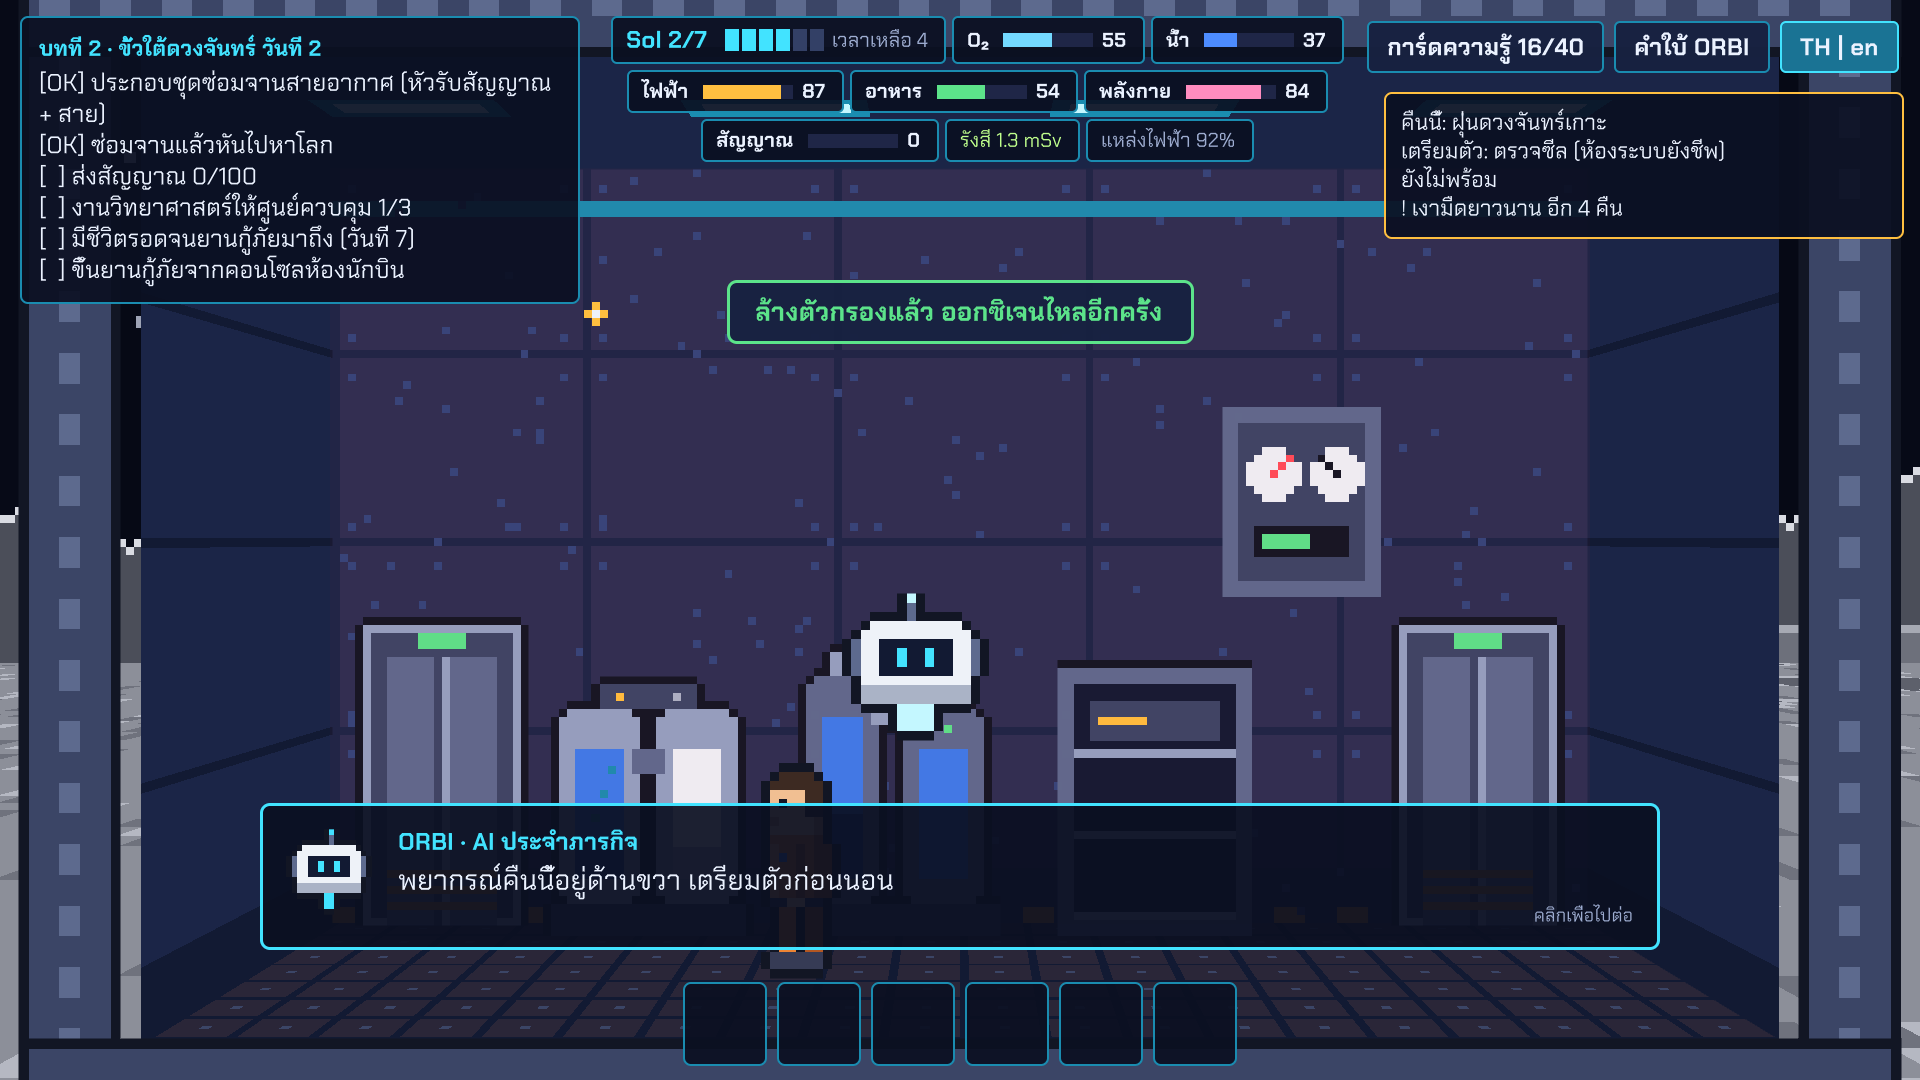 บทที่ 2 · ขั้วใต้ดวงจันทร์ วันที่ 2
[OK] ประกอบชุดซ่อมจานสายอากาศ (หัวรับสัญญาณ
+ สาย)
[OK] ซ่อมจานแล้วหันไปหาโลก
[ ] ส่งสัญญาณ 0/100
[ ] งานวิทยาศาสตร์ให้ศูนย์ควบคุม 1/3
[ ] มีชีวิตรอดจนยานกู้ภัยมาถึง (วันที่ 7)
[ ] ขึ้นยานกู้ภัยจากคอนโซลห้องนักบิน
Sol 2/7 เวลาเหลือ 4
O₂ 55
น้ำ 37
ไฟฟ้า 87
อาหาร 54
พลังกาย 84
สัญญาณ 0
รังสี 1.3 mSv
แหล่งไฟฟ้า 92%
การ์ดความรู้ 16/40
คำใบ้ ORBI
TH | en
คืนนี้: ฝุ่นดวงจันทร์เกาะ
เตรียมตัว: ตรวจซีล (ห้องระบบยังชีพ)
ยังไม่พร้อม
! เงามืดยาวนาน อีก 4 คืน
ล้างตัวกรองแล้ว ออกซิเจนไหลอีกครั้ง
ORBI · AI ประจำภารกิจ
พยากรณ์คืนนี้อยู่ด้านขวา เตรียมตัวก่อนนอน
คลิกเพื่อไปต่อ